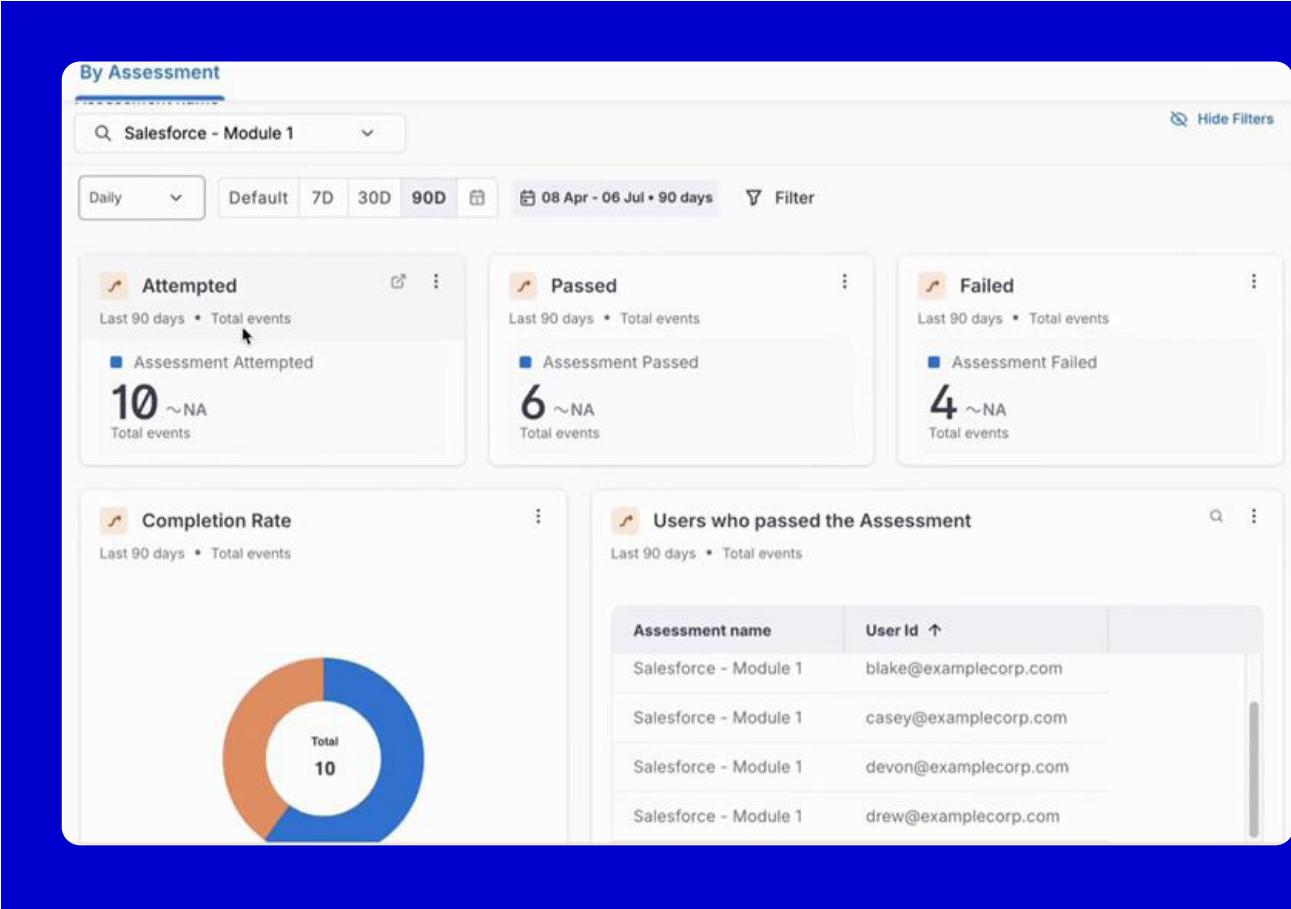 By Assessment
Salesforce - Module 1
Hide Filters
Daily
Default 7D 30D 90D
08 Apr - 06 Jul • 90 days
Filter
Attempted
Last 90 days • Total events
Assessment Attempted
10 ~NA
Total events
Passed
Last 90 days • Total events
Assessment Passed
6 ~NA
Total events
Failed
Last 90 days • Total events
Assessment Failed
4 ~NA
Total events
Completion Rate
Last 90 days • Total events
Total
10
Users who passed the Assessment
Last 90 days • Total events
Assessment name User Id ↑
Salesforce - Module 1 blake@examplecorp.com
Salesforce - Module 1 casey@examplecorp.com
Salesforce - Module 1 devon@examplecorp.com
Salesforce - Module 1 drew@examplecorp.com